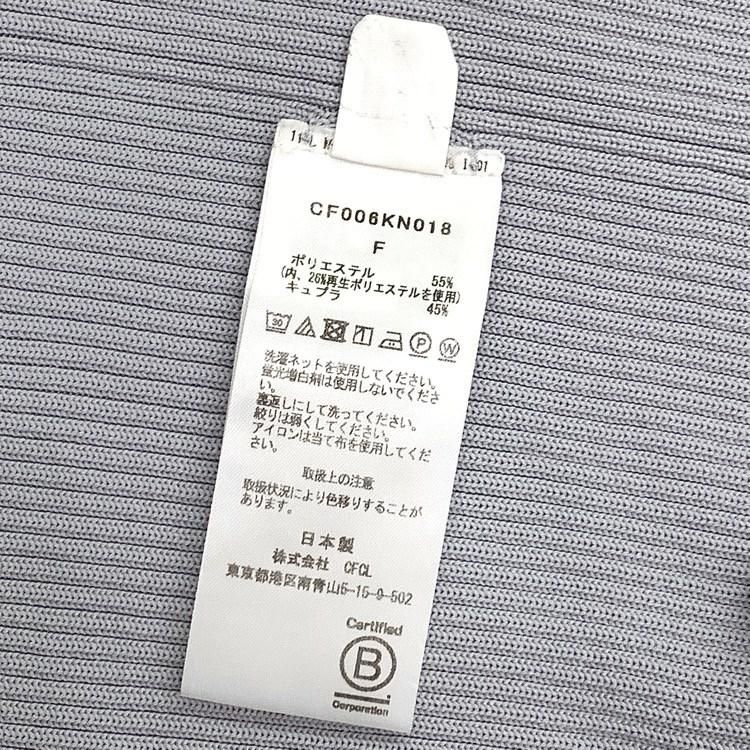 CF006KN018
F
ポリエステル 55%
(内、26%再生ポリエステルを使用)
キュプラ 45%
30
P
W
洗濯ネットを使用してください。
蛍光増白剤は使用しないでくださ
い。
裏返しにして洗ってください。
絞りは弱くしてください。
アイロンは当て布を使用してくだ
さい。
取扱上の注意
取扱状況により色移りすることが
あります。
日本製
株式会社 CFCL
東京都港区南青山5-15-9-502
Certified
B
Corporation